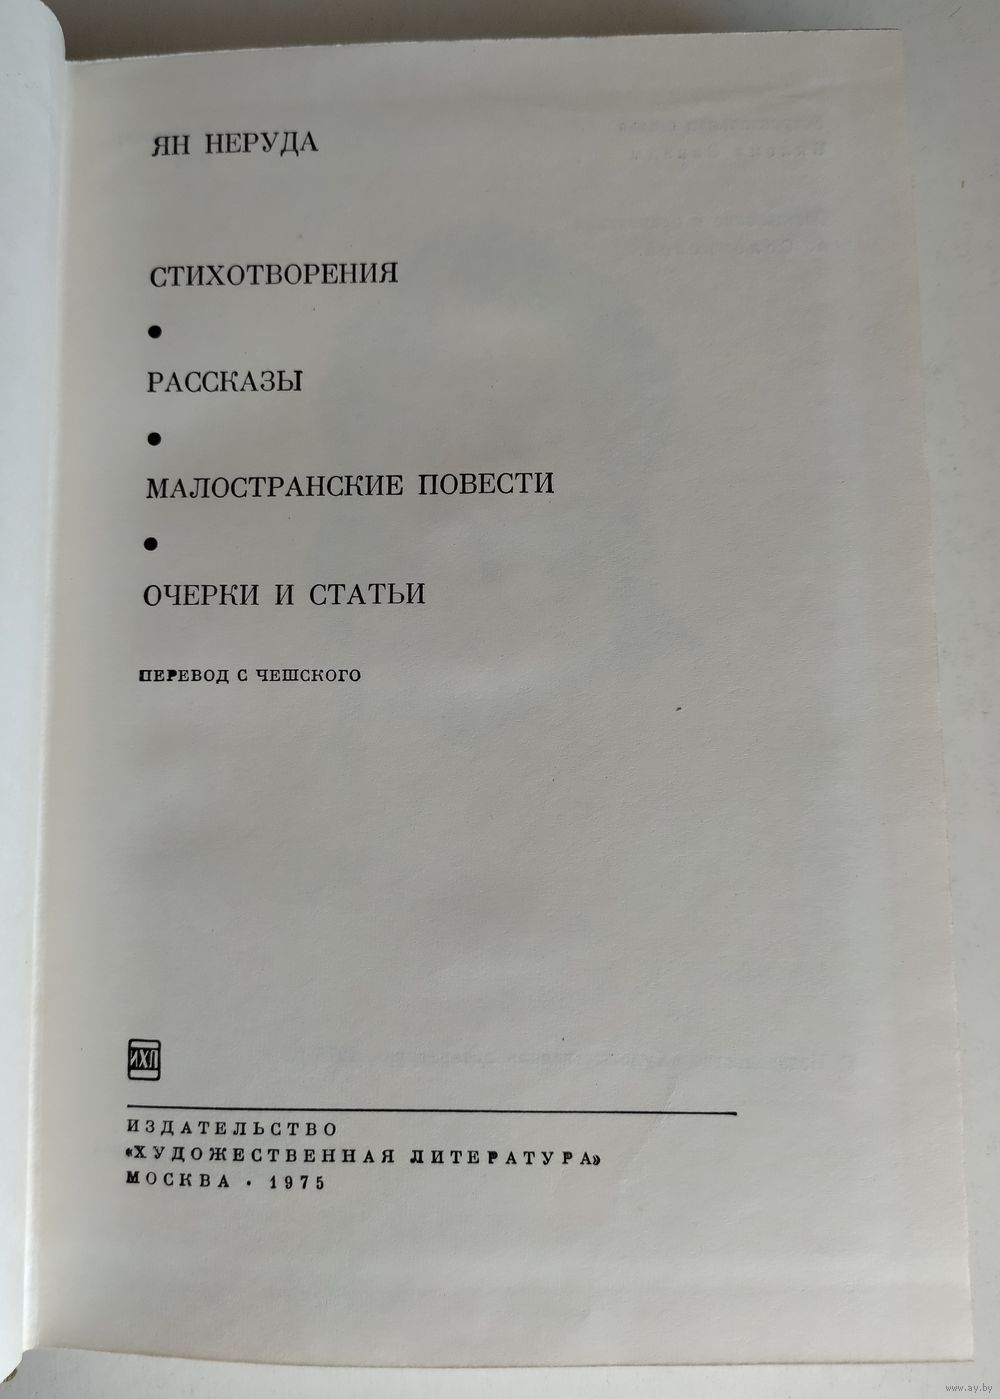 ЯН НЕРУДА
СТИХОТВОРЕНИЯ
●
РАССКАЗЫ
●
МАЛОСТРАНСКИЕ ПОВЕСТИ
●
ОЧЕРКИ И СТАТЬИ
ПЕРЕВОД С ЧЕШСКОГО
ИХЛ
ИЗДАТЕЛЬСТВО
«ХУДОЖЕСТВЕННАЯ ЛИТЕРАТУРА»
МОСКВА · 1975
www.ay.by